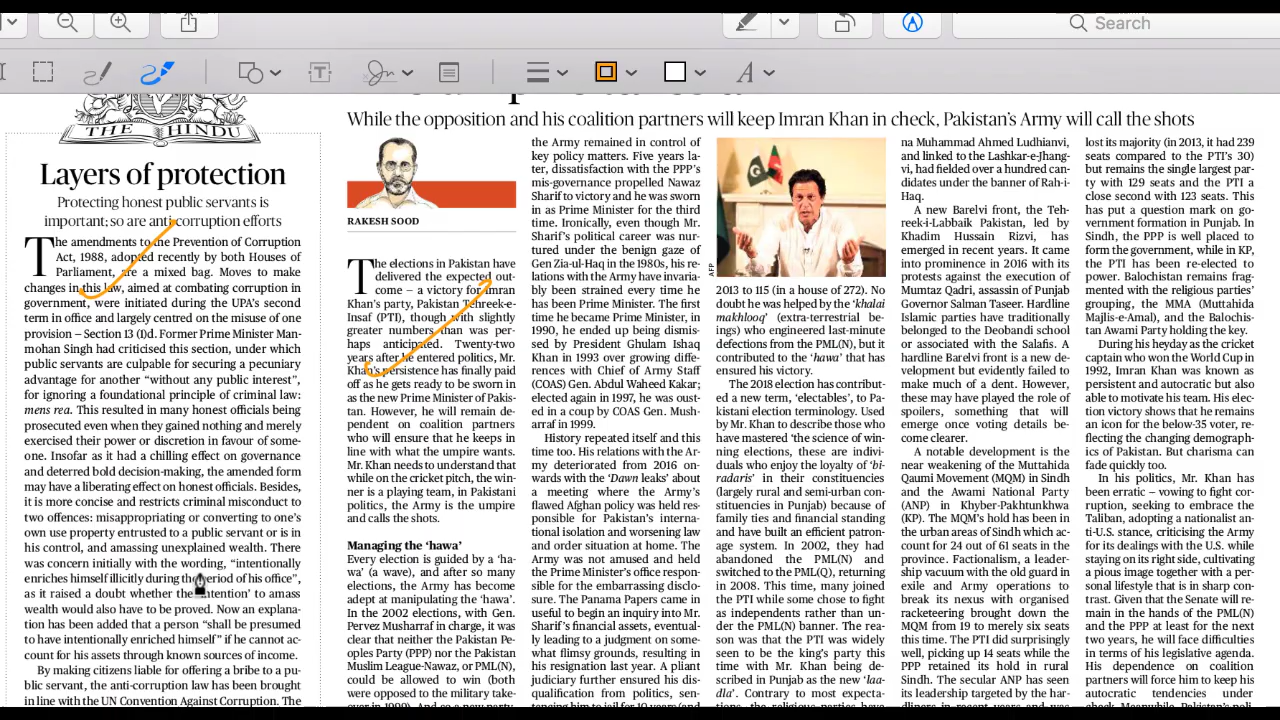 Search
THE HINDU
Layers of protection
Protecting honest public servants is
important: so are anti-corruption efforts
The amendments to the Prevention of Corruption
Act, 1988, adopted recently by both Houses of
Parliament, are a mixed bag. Moves to make
changes in this law, aimed at combating corruption in
government, were initiated during the UPA's second
term in office and largely centred on the misuse of one
provision – Section 13 (1)d. Former Prime Minister Man-
mohan Singh had criticised this section, under which
public servants are culpable for securing a pecuniary
advantage for another "without any public interest",
for ignoring a foundational principle of criminal law:
mens rea. This resulted in many honest officials being
prosecuted even when they gained nothing and merely
exercised their power or discretion in favour of some-
one. Insofar as it had a chilling effect on governance
and deterred bold decision-making, the amended form
may have a liberating effect on honest officials. Besides,
it is more concise and restricts criminal misconduct to
two offences: misappropriating or converting to one's
own use property entrusted to a public servant or is in
his control, and amassing unexplained wealth. There
was concern initially with the wording, "intentionally
enriches himself illicitly during the period of his office",
as it raised a doubt whether the 'intention' to amass
wealth would also have to be proved. Now an explana-
tion has been added that a person "shall be presumed
to have intentionally enriched himself" if he cannot ac-
count for his assets through known sources of income.
By making citizens liable for offering a bribe to a pu-
blic servant, the anti-corruption law has been brought
in line with the UN Convention Against Corruption. The
While the opposition and his coalition partners will keep Imran Khan in check, Pakistan's Army will call the shots
RAKESH SOOD
The elections in Pakistan have
delivered the expected out-
come – a victory for Imran
Khan's party, Pakistan Tehreek-e-
Insaf (PTI), though with slightly
greater numbers than was per-
haps anticipated. Twenty-two
years after he entered politics, Mr.
Khan's persistence has finally paid
off as he gets ready to be sworn in
as the new Prime Minister of Pakis-
tan. However, he will remain de-
pendent on coalition partners
who will ensure that he keeps in
line with what the umpire wants.
Mr. Khan needs to understand that
while on the cricket pitch, the win-
ner is a playing team, in Pakistani
politics, the Army is the umpire
and calls the shots.
Managing the 'hawa'
Every election is guided by a 'ha-
wa' (a wave), and after so many
elections, the Army has become
adept at manipulating the 'hawa'.
In the 2002 elections, with Gen.
Pervez Musharraf in charge, it was
clear that neither the Pakistan Pe-
oples Party (PPP) nor the Pakistan
Muslim League-Nawaz, or PML(N),
could be allowed to win (both
were opposed to the military take-
over in 1999). And so a new party,
the Army remained in control of
key policy matters. Five years la-
ter, dissatisfaction with the PPP's
mis-governance propelled Nawaz
Sharif to victory and he was sworn
in as Prime Minister for the third
time. Ironically, even though Mr.
Sharif's political career was nur-
tured under the benign gaze of
Gen Zia-ul-Haq in the 1980s, his re-
lations with the Army have invaria-
bly been strained every time he
has been Prime Minister. The first
time he became Prime Minister, in
1990, he ended up being dismis-
sed by President Ghulam Ishaq
Khan in 1993 over growing diffe-
rences with Chief of Army Staff
(COAS) Gen. Abdul Waheed Kakar;
elected again in 1997, he was oust-
ed in a coup by COAS Gen. Mush-
arraf in 1999.
History repeated itself and this
time too. His relations with the Ar-
my deteriorated from 2016 on-
wards with the 'Dawn leaks' about
a meeting where the Army's
flawed Afghan policy was held res-
ponsible for Pakistan's interna-
tional isolation and worsening law
and order situation at home. The
Army was not amused and held
the Prime Minister's office respon-
sible for the embarrassing disclo-
sure. The Panama Papers came in
useful to begin an inquiry into Mr.
Sharif's financial assets, eventual-
ly leading to a judgment on some-
what flimsy grounds, resulting in
his resignation last year. A pliant
judiciary further ensured his dis-
qualification from politics, sen-
tencing him to jail for 10 years (and
AFP
2013 to 115 (in a house of 272). No
doubt he was helped by the 'khalai
makhlooq' (extra-terrestrial be-
ings) who engineered last-minute
defections from the PML(N), but it
contributed to the 'hawa' that has
ensured his victory.
The 2018 election has contribut-
ed a new term, 'electables', to Pa-
kistani election terminology. Used
by Mr. Khan to describe those who
have mastered 'the science of win-
ning elections, these are indivi-
duals who enjoy the loyalty of 'bi-
radaris' in their constituencies
(largely rural and semi-urban con-
stituencies in Punjab) because of
family ties and financial standing
and have built an efficient patron-
age system. In 2002, they had
abandoned the PML(N) and
switched to the PML(Q), returning
in 2008. This time, many joined
the PTI while some chose to fight
as independents rather than un-
der the PML(N) banner. The rea-
son was that the PTI was widely
seen to be the king's party this
time with Mr. Khan being de-
scribed in Punjab as the new 'laa-
dla'. Contrary to most expecta-
tions, the religious parties have
na Muhammad Ahmed Ludhianvi,
and linked to the Lashkar-e-Jhang-
vi, had fielded over a hundred can-
didates under the banner of Rah-i-
Haq.
A new Barelvi front, the Teh-
reek-i-Labbaik Pakistan, led by
Khadim Hussain Rizvi, has
emerged in recent years. It came
into prominence in 2016 with its
protests against the execution of
Mumtaz Qadri, assassin of Punjab
Governor Salman Taseer. Hardline
Islamic parties have traditionally
belonged to the Deobandi school
or associated with the Salafis. A
hardline Barelvi front is a new de-
velopment but evidently failed to
make much of a dent. However,
these may have played the role of
spoilers, something that will
emerge once voting details be-
come clearer.
A notable development is the
near weakening of the Muttahida
Qaumi Movement (MQM) in Sindh
and the Awami National Party
(ANP) in Khyber-Pakhtunkhwa
(KP). The MQM's hold has been in
the urban areas of Sindh which ac-
count for 24 out of 61 seats in the
province. Factionalism, a leader-
ship vacuum with the old guard in
exile and Army operations to
break its nexus with organised
racketeering brought down the
MQM from 19 to merely six seats
this time. The PTI did surprisingly
well, picking up 14 seats while the
PPP retained its hold in rural
Sindh. The secular ANP has seen
its leadership targeted by the har-
dliners in recent years and was
lost its majority (in 2013, it had 239
seats compared to the PTI's 30)
but remains the single largest par-
ty with 129 seats and the PTI a
close second with 123 seats. This
has put a question mark on go-
vernment formation in Punjab. In
Sindh, the PPP is well placed to
form the government, while in KP,
the PTI has been re-elected to
power. Balochistan remains frag-
mented with the religious parties'
grouping, the MMA (Muttahida
Majlis-e-Amal), and the Balochis-
tan Awami Party holding the key.
During his heyday as the cricket
captain who won the World Cup in
1992, Imran Khan was known as
persistent and autocratic but also
able to motivate his team. His elec-
tion victory shows that he remains
an icon for the below-35 voter, re-
flecting the changing demograph-
ics of Pakistan. But charisma can
fade quickly too.
In his politics, Mr. Khan has
been erratic – vowing to fight cor-
ruption, seeking to embrace the
Taliban, adopting a nationalist an-
ti-U.S. stance, criticising the Army
for its dealings with the U.S. while
staying on its right side, cultivating
a pious image together with a per-
sonal lifestyle that is in sharp con-
trast. Given that the Senate will re-
main in the hands of the PML(N)
and the PPP at least for the next
two years, he will face difficulties
in terms of his legislative agenda.
His dependence on coalition
partners will force him to keep his
autocratic tendencies under